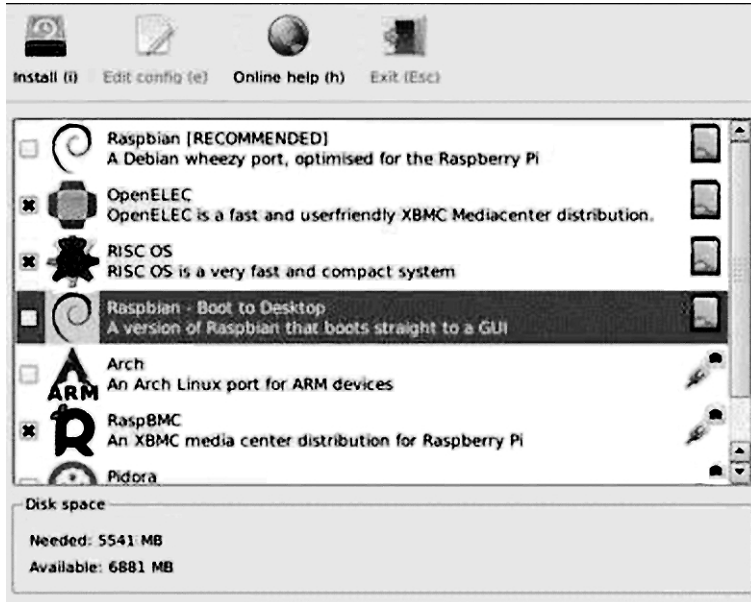 Install (i)
Edit config (e)
Online help (h)
Exit (Esc)
Raspbian [RECOMMENDED]
A Debian wheezy port, optimised for the Raspberry Pi
OpenELEC
OpenELEC is a fast and userfriendly XBMC Mediacenter distribution.
RISC OS
RISC OS is a very fast and compact system
Raspbian - Boot to Desktop
A version of Raspbian that boots straight to a GUI
ARM
Arch
An Arch Linux port for ARM devices
RaspBMC
An XBMC media center distribution for Raspberry Pi
Pidora
Disk space
Needed: 5541 MB
Available: 6881 MB